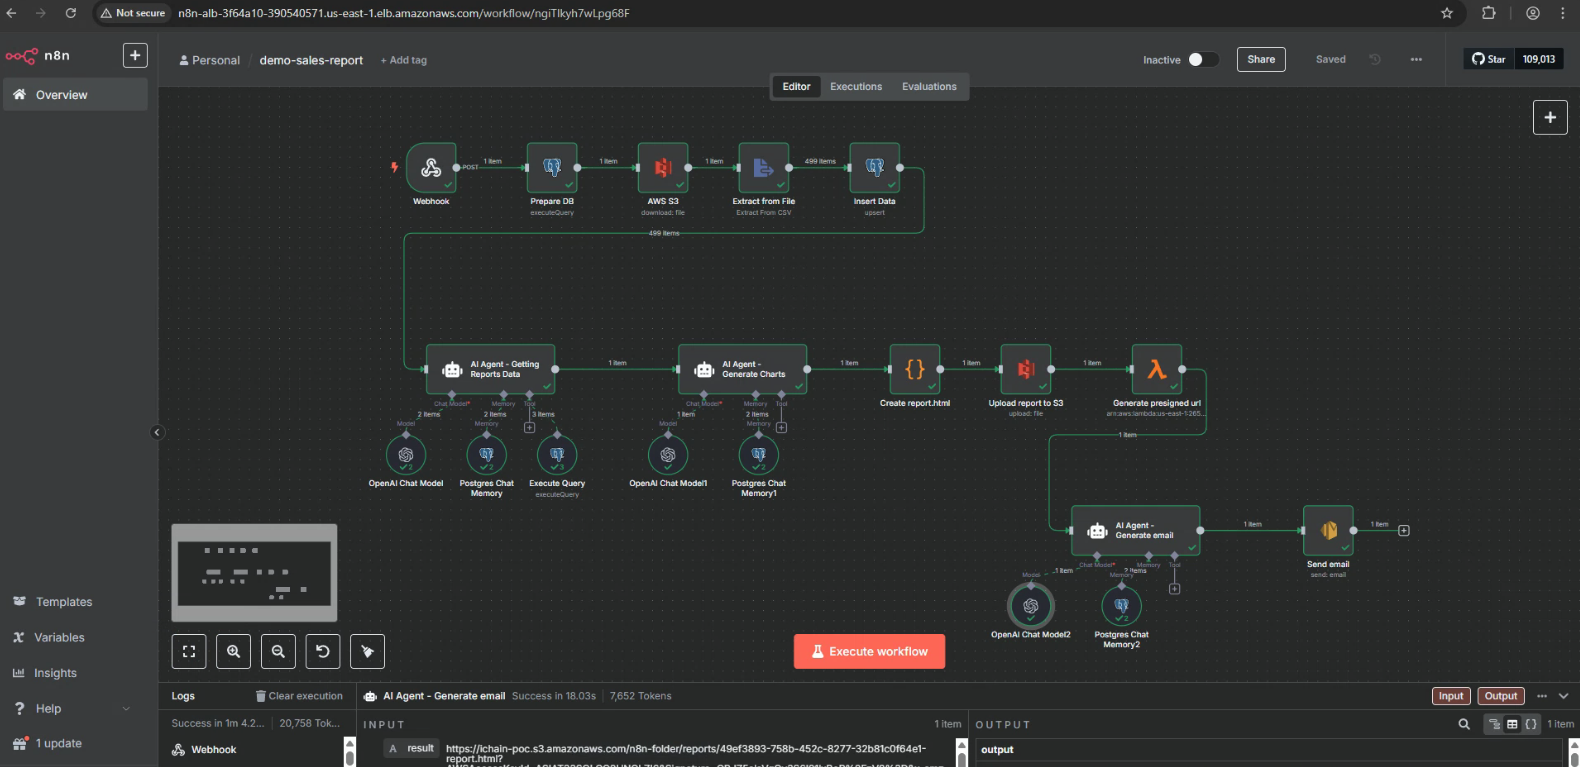 Not secure
n8n-alb-3f64a10-390540571.us-east-1.elb.amazonaws.com/workflow/ngiTlkyh7wLpg68F
n8n
Personal / demo-sales-report + Add tag
Inactive
Share
Saved
Star 109,013
Overview
Editor Executions Evaluations
POST
1 item
1 item
1 item
499 items
Webhook
Prepare DB
executeQuery
AWS S3
download: file
Extract from File
Extract From CSV
Insert Data
upsert
499 items
AI Agent - Getting
Reports Data
1 item
AI Agent -
Generate Charts
1 item
1 item
1 item
Create report.html
Upload report to S3
upload: file
Generate presigned url
arn:aws:lambda:us-east-1:265...
Chat Model*
Memory
Tool
2 items
2 items
3 items
Model
Memory
Chat Model*
Memory
Tool
1 item
2 items
Model
Memory
1 item
2
2
3
2
OpenAI Chat Model
Postgres Chat
Memory
Execute Query
executeQuery
OpenAI Chat Model1
Postgres Chat
Memory1
AI Agent -
Generate email
1 item
1 item
Send email
send: email
Chat Model*
Memory
Tool
1 item
2 items
Model
Memory
2
OpenAI Chat Model2
Postgres Chat
Memory2
Templates
Variables
Insights
Help
1 update
Execute workflow
Logs
Clear execution
AI Agent - Generate email Success in 18.03s 7,652 Tokens
Input
Output
Success in 1m 4.2... 20,758 Tok...
INPUT
1 item
OUTPUT
1 item
Webhook
A result
https://lchain-poc.s3.amazonaws.com/n8n-folder/reports/49ef3893-758b-452c-8277-32b81c0f64e1-
report.html?
output